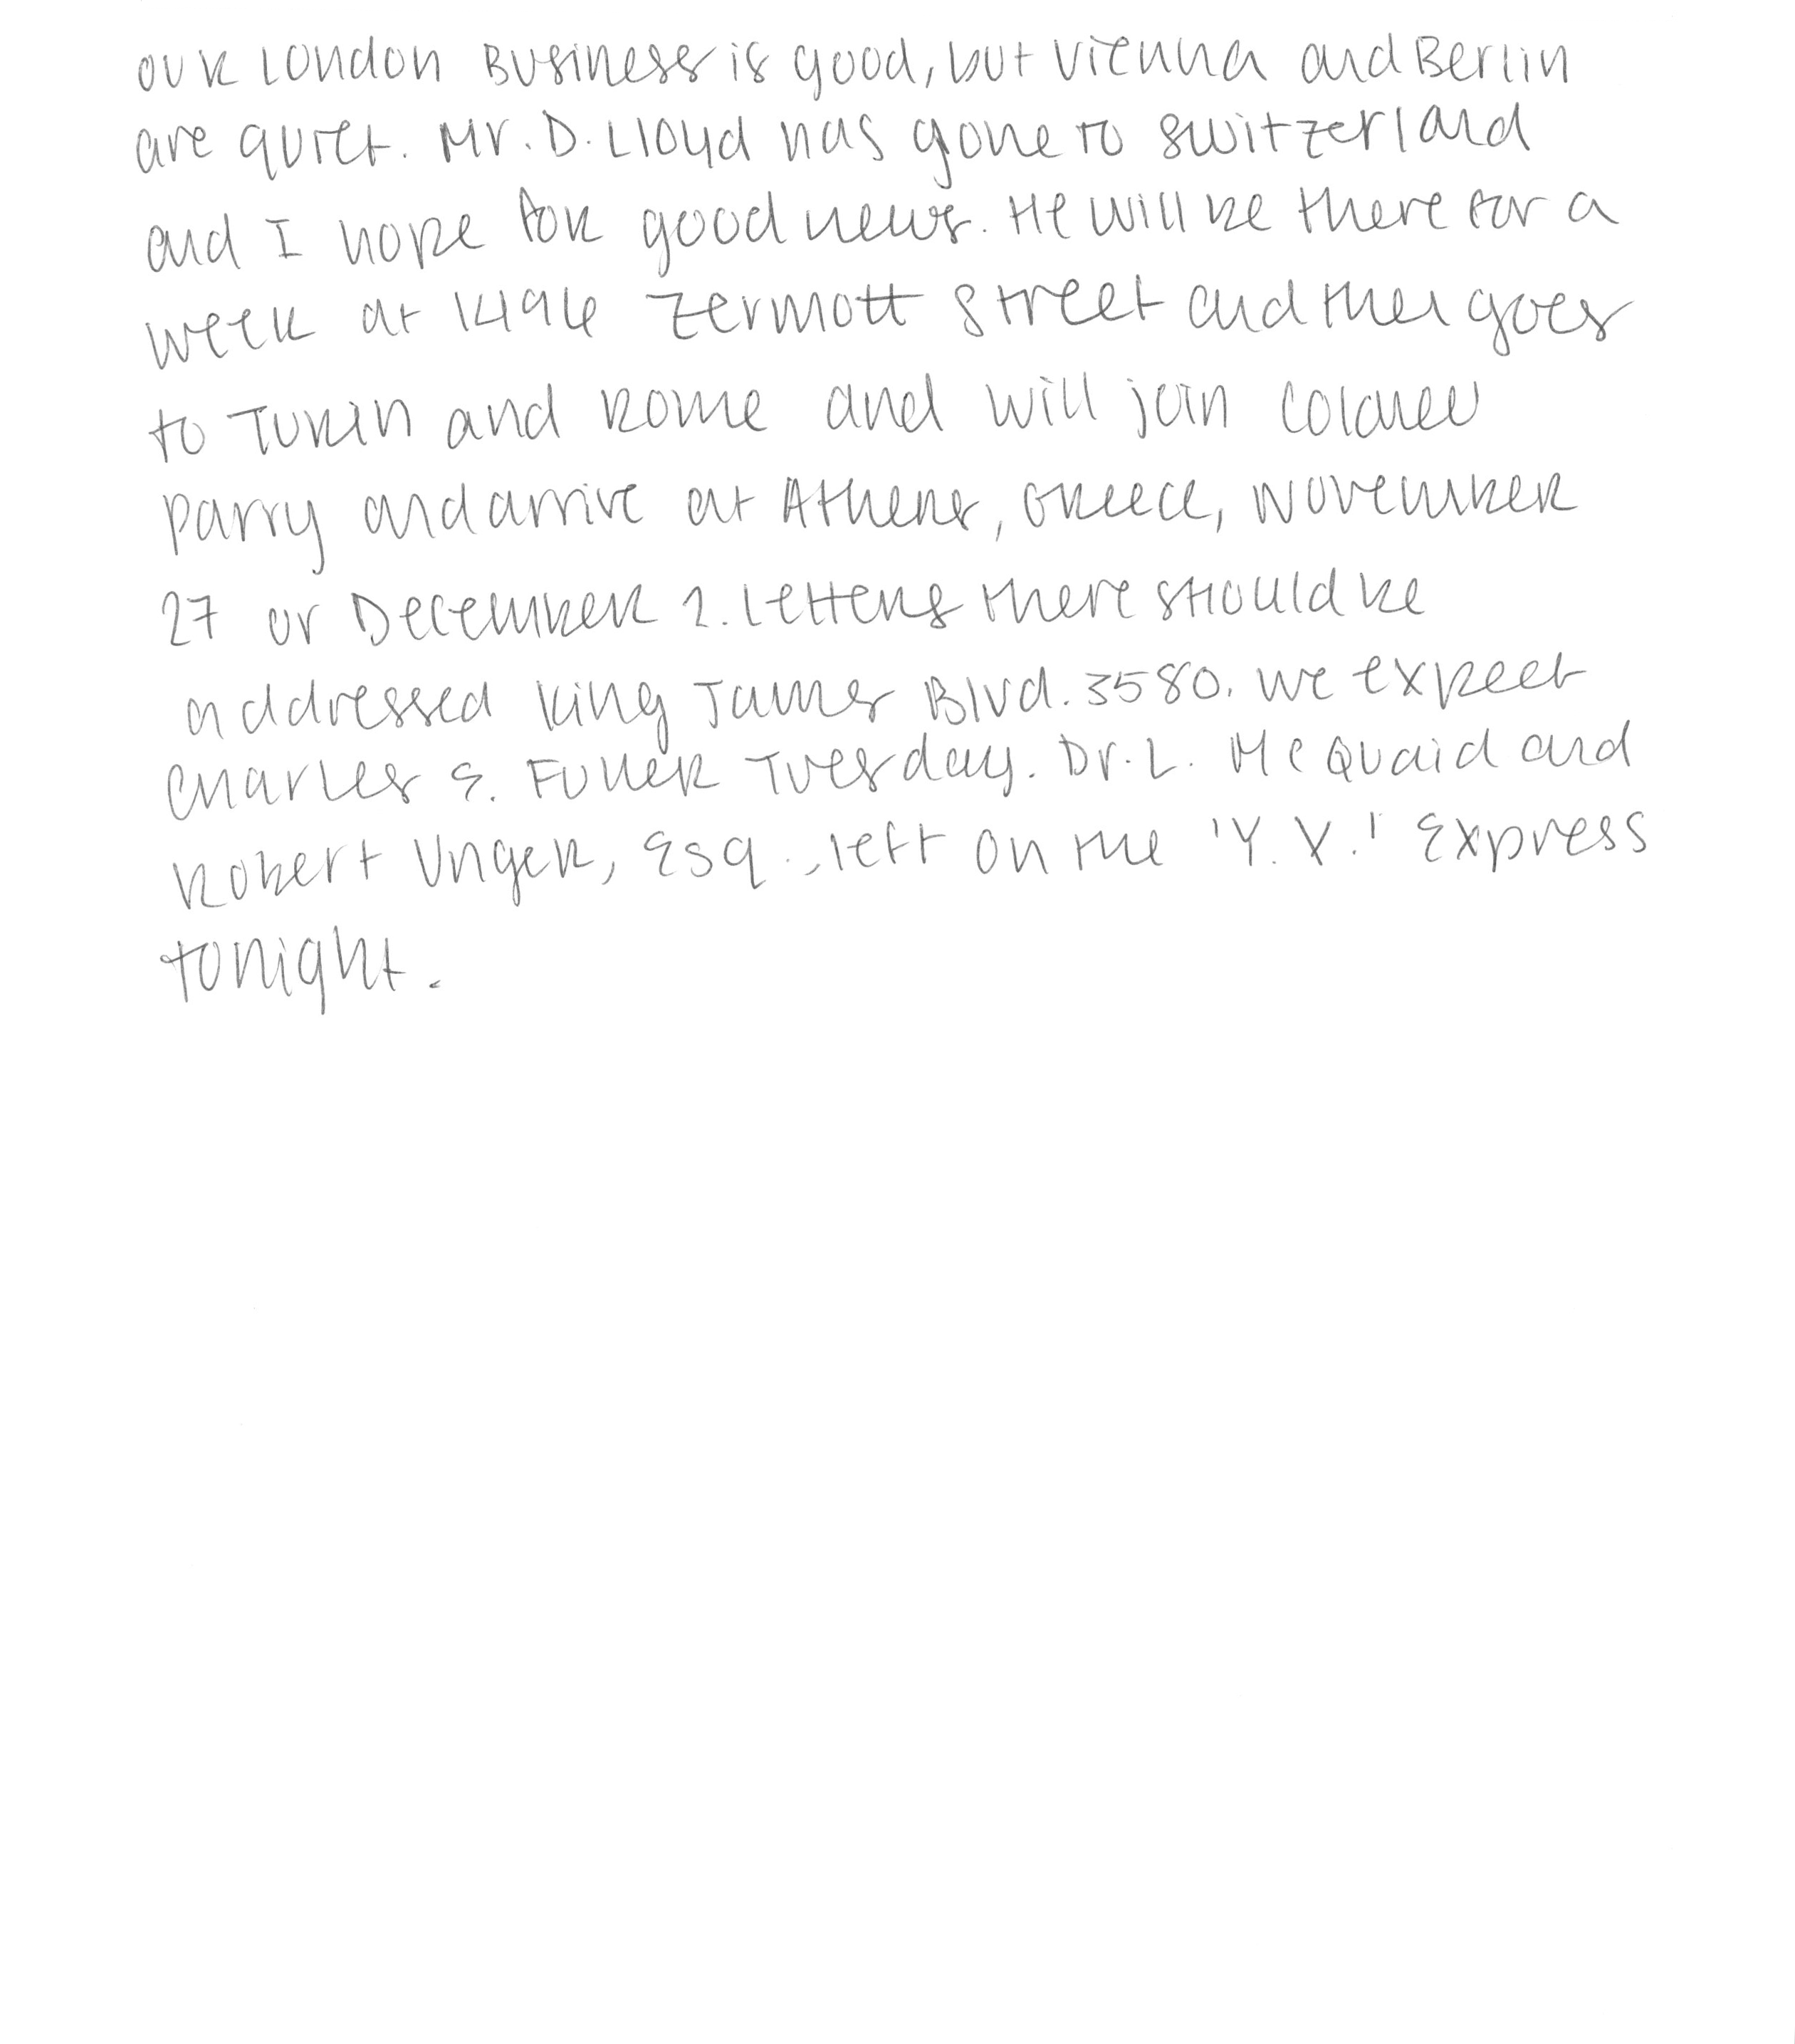 our London Business is good, but Vienna and Berlin
are quiet. Mr. D. Lloyd has gone to Switzerland
and I hope for good news. He will be there for a
week at 1496 Zermott Street and then goes
to Turin and Rome and will join Colonel
Parry and arrive at Athens, Greece, November
27 or December 2. Letters there should be
addressed King James Blvd. 3580. We expect
Charles E. Fuller Tuesday. Dr. L. McQuaid and
Robert Unger, Esq., left on the 'Y.X.' Express
tonight.